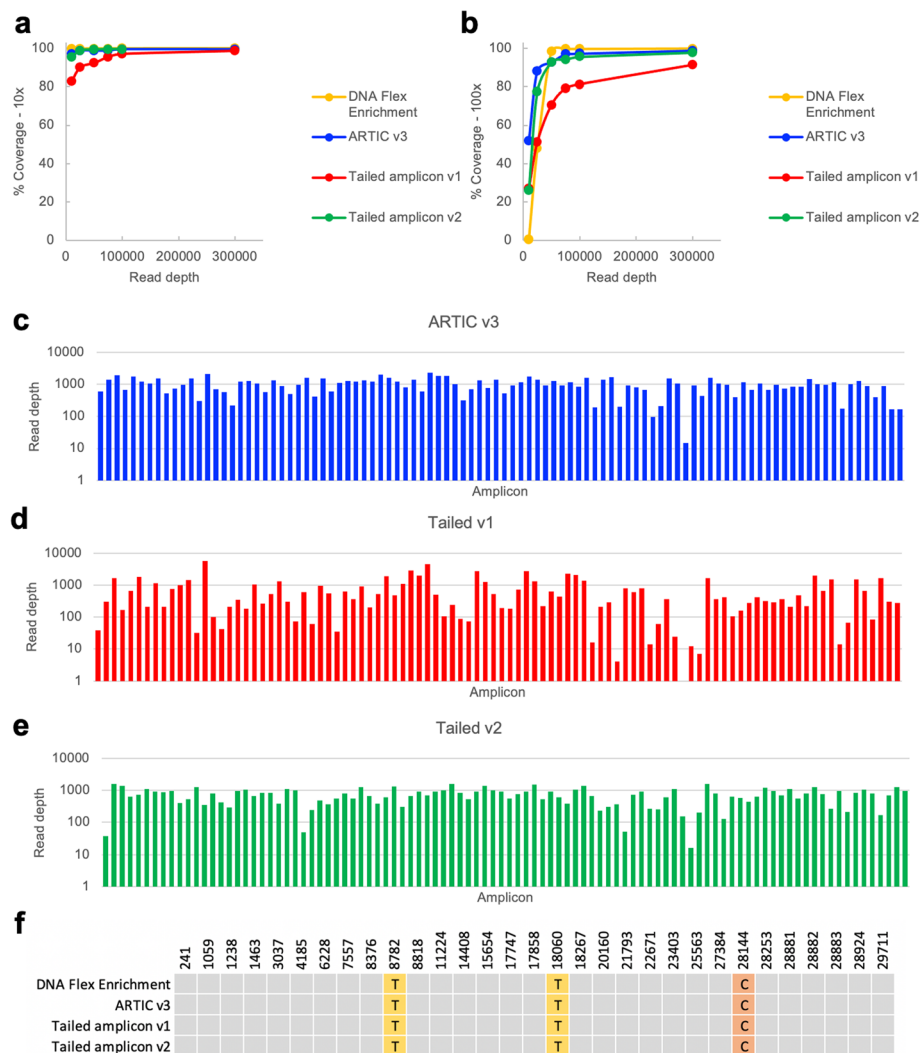 a
b
100
80
60
40
20
0
% Coverage - 10x
0 100000 200000 300000
Read depth
DNA Flex
Enrichment
ARTIC v3
Tailed amplicon v1
Tailed amplicon v2
100
80
60
40
20
0
% Coverage - 100x
0 100000 200000 300000
Read depth
DNA Flex
Enrichment
ARTIC v3
Tailed amplicon v1
Tailed amplicon v2
c
ARTIC v3
10000
1000
100
10
1
Read depth
Amplicon
d
Tailed v1
10000
1000
100
10
1
Read depth
Amplicon
e
Tailed v2
10000
1000
100
10
1
Read depth
Amplicon
f
241 1059 1238 1463 3037 4185 6228 7557 8376 8782 8818 11224 14408 15654 17747 17858 18060 18267 20160 21793 22671 23403 25563 27384 28144 28253 28881 28882 28883 28924 29711
DNA Flex Enrichment T T C
ARTIC v3 T T C
Tailed amplicon v1 T T C
Tailed amplicon v2 T T C